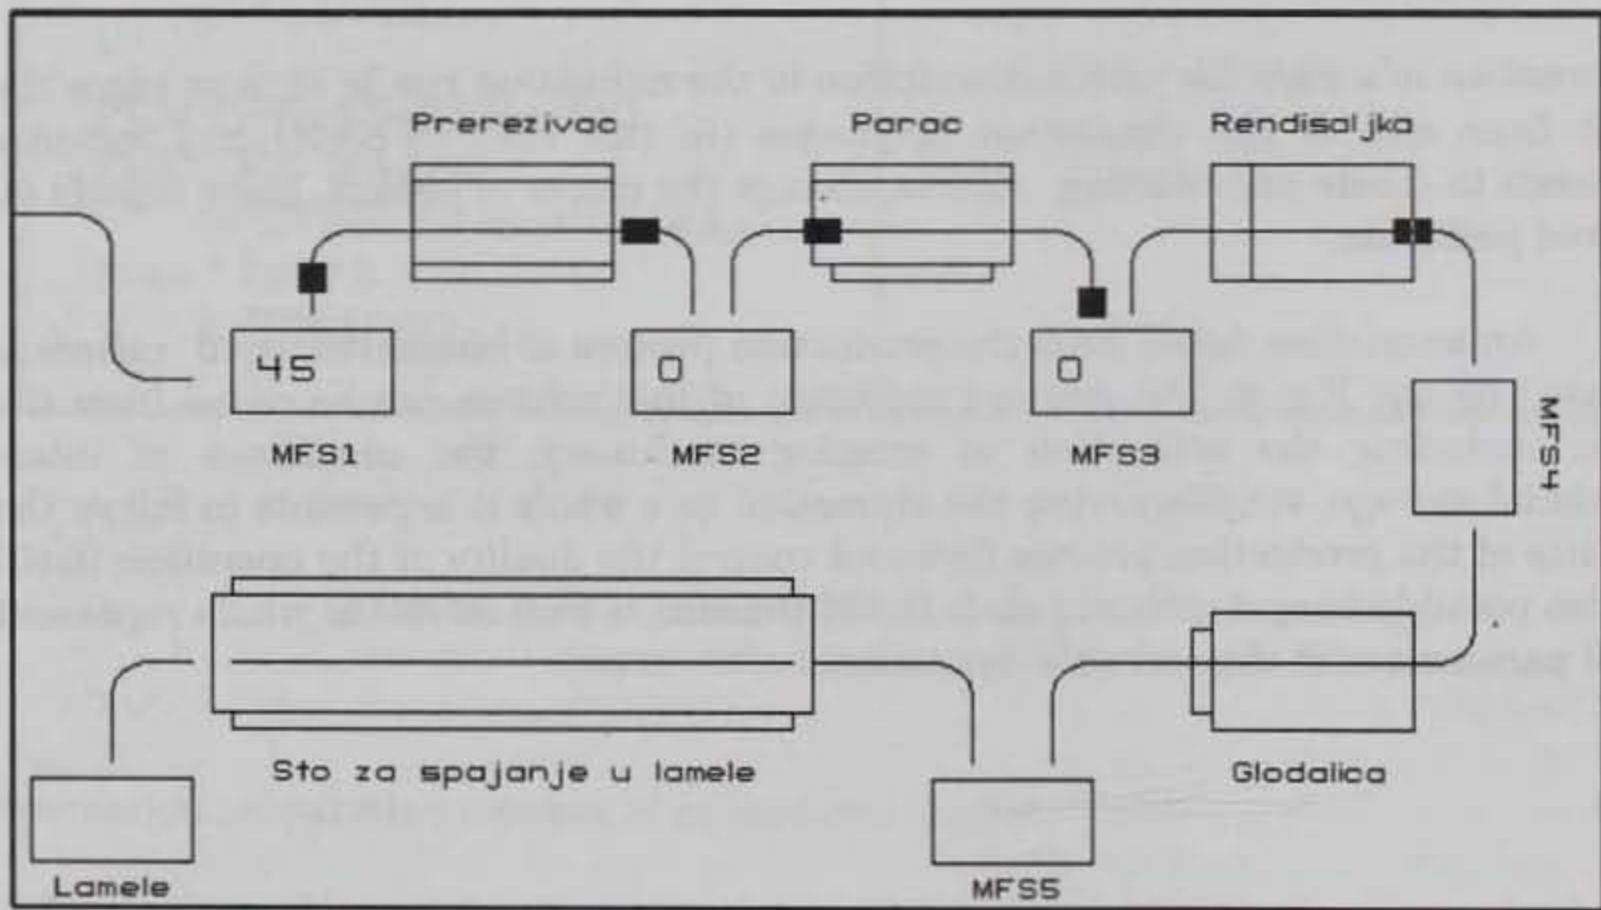 Prerezivac
Parac
Rendisaljka
45
0
0
MFS1
MFS2
MFS3
MFS4
Sto za spajanje u lamele
Glodalica
Lamele
MFS5